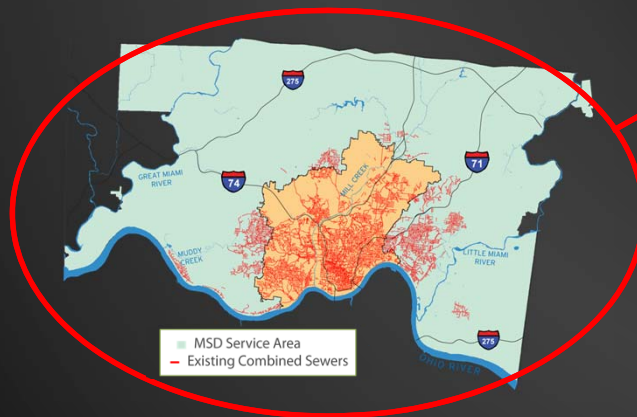 275
71
74
GREAT MIAMI
RIVER
MILL CREEK
MUDDY
CREEK
LITTLE MIAMI
RIVER
MSD Service Area
Existing Combined Sewers
275
OHIO RIVER